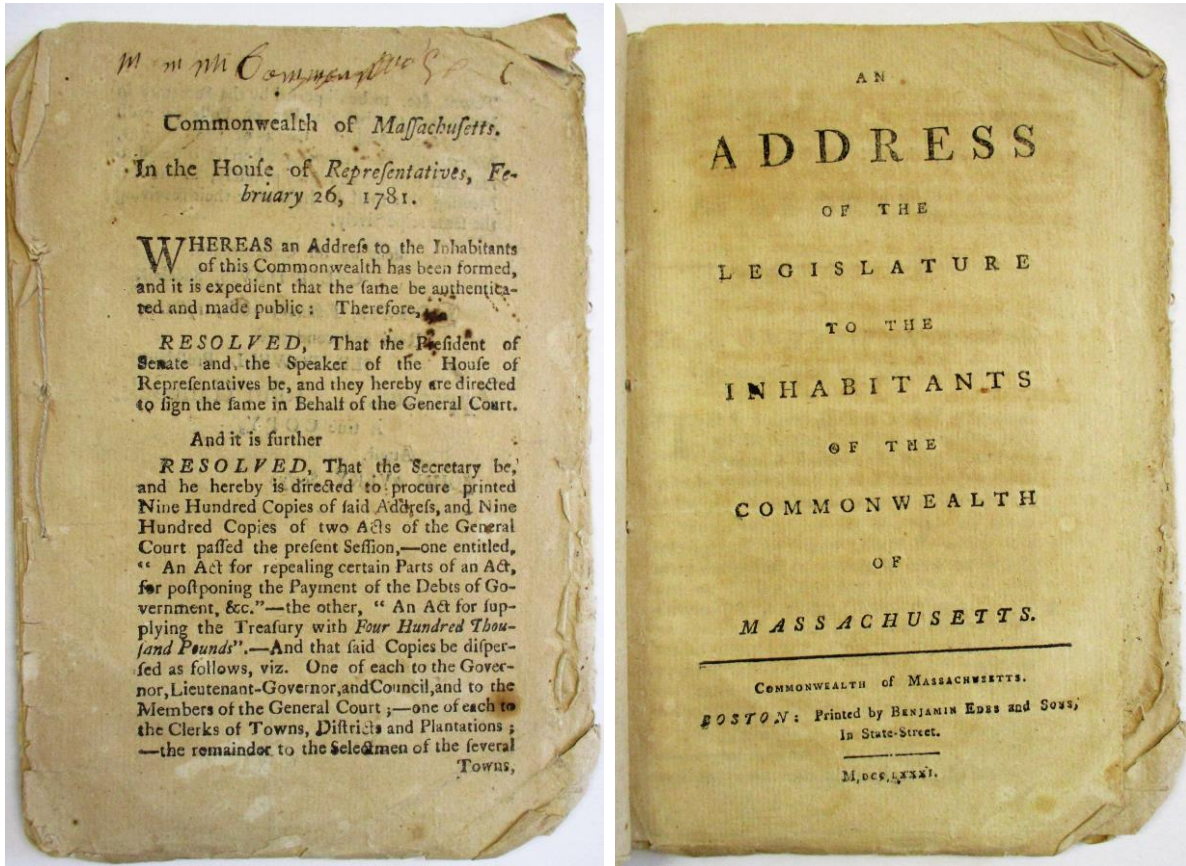 Commonwealth of Maſſachuſetts.
In the Houſe of Repreſentatives, Fe-
bruary 26, 1781.
WHEREAS an Addreſs to the Inhabitants
of this Commonwealth has been formed,
and it is expedient that the ſame be authentica-
ted and made public : Therefore,
RESOLVED, That the Preſident of
Senate and the Speaker of the Houſe of
Repreſentatives be, and they hereby are directed
to ſign the ſame in Behalf of the General Court.
And it is further
RESOLVED, That the Secretary be,
and he hereby is directed to procure printed
Nine Hundred Copies of ſaid Addreſs, and Nine
Hundred Copies of two Acts of the General
Court paſſed the preſent Seſſion,—one entitled,
“ An Act for repealing certain Parts of an Act,
for poſtponing the Payment of the Debts of Go-
vernment, &c.”—the other, “ An Act for ſup-
plying the Treaſury with Four Hundred Thou-
ſand Pounds”.—And that ſaid Copies be diſper-
ſed as follows, viz. One of each to the Gover-
nor, Lieutenant-Governor, and Council, and to the
Members of the General Court ;—one of each to
the Clerks of Towns, Diſtricts and Plantations ;
—the remainder to the Selectmen of the ſeveral
Towns,
AN
ADDRESS
OF THE
LEGISLATURE
TO THE
INHABITANTS
OF THE
COMMONWEALTH
OF
MASSACHUSETTS.
COMMONWEALTH of MASSACHUSETTS.
BOSTON: Printed by BENJAMIN EDES and SONS,
In State-Street.
M,DCC,LXXXI.